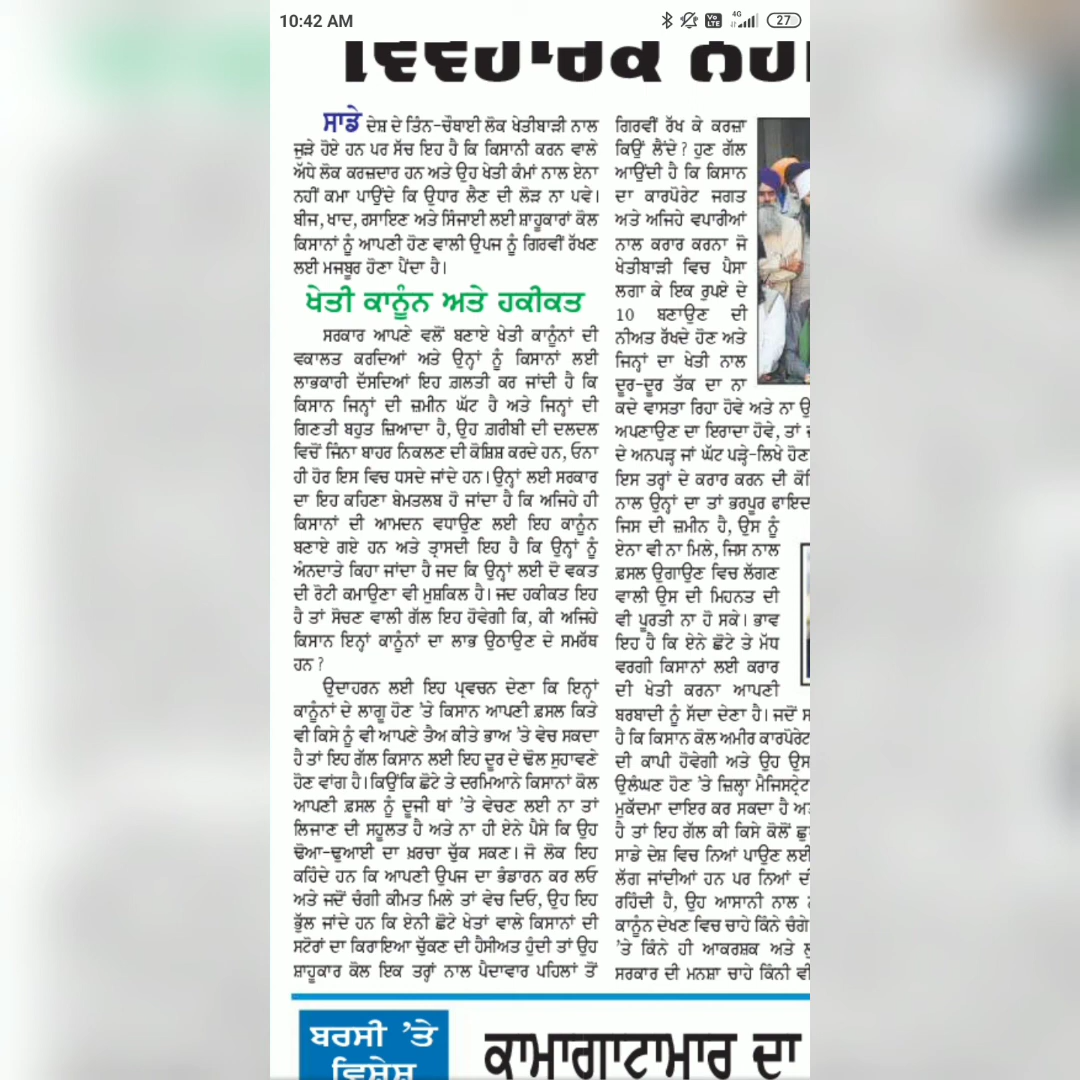 10:42 AM
Vo LTE 4G 27
ਵਿਵਹਾਰਕ ਨਹੀਂ
ਸਾਡੇ ਦੇਸ਼ ਦੇ ਤਿੰਨ-ਚੌਥਾਈ ਲੋਕ ਖੇਤੀਬਾੜੀ ਨਾਲ
ਜੁੜੇ ਹੋਏ ਹਨ ਪਰ ਸੱਚ ਇਹ ਹੈ ਕਿ ਕਿਸਾਨੀ ਕਰਨ ਵਾਲੇ
ਅੱਧੇ ਲੋਕ ਕਰਜ਼ਦਾਰ ਹਨ ਅਤੇ ਉਹ ਖੇਤੀ ਕੰਮਾਂ ਨਾਲ ਏਨਾ
ਨਹੀਂ ਕਮਾ ਪਾਉਂਦੇ ਕਿ ਉਧਾਰ ਲੈਣ ਦੀ ਲੋੜ ਨਾ ਪਵੇ।
ਬੀਜ, ਖਾਦ, ਰਸਾਇਣ ਅਤੇ ਸਿੰਜਾਈ ਲਈ ਸ਼ਾਹੂਕਾਰਾਂ ਕੋਲ
ਕਿਸਾਨਾਂ ਨੂੰ ਆਪਣੀ ਹੋਣ ਵਾਲੀ ਉਪਜ ਨੂੰ ਗਿਰਵੀਂ ਰੱਖਣ
ਲਈ ਮਜਬੂਰ ਹੋਣਾ ਪੈਂਦਾ ਹੈ।
ਖੇਤੀ ਕਾਨੂੰਨ ਅਤੇ ਹਕੀਕਤ
ਸਰਕਾਰ ਆਪਣੇ ਵਲੋਂ ਬਣਾਏ ਖੇਤੀ ਕਾਨੂੰਨਾਂ ਦੀ
ਵਕਾਲਤ ਕਰਦਿਆਂ ਅਤੇ ਉਨ੍ਹਾਂ ਨੂੰ ਕਿਸਾਨਾਂ ਲਈ
ਲਾਭਕਾਰੀ ਦੱਸਦਿਆਂ ਇਹ ਗ਼ਲਤੀ ਕਰ ਜਾਂਦੀ ਹੈ ਕਿ
ਕਿਸਾਨ ਜਿਨ੍ਹਾਂ ਦੀ ਜ਼ਮੀਨ ਘੱਟ ਹੈ ਅਤੇ ਜਿਨ੍ਹਾਂ ਦੀ
ਗਿਣਤੀ ਬਹੁਤ ਜ਼ਿਆਦਾ ਹੈ, ਉਹ ਗ਼ਰੀਬੀ ਦੀ ਦਲਦਲ
ਵਿਚੋਂ ਜਿੰਨਾ ਬਾਹਰ ਨਿਕਲਣ ਦੀ ਕੋਸ਼ਿਸ਼ ਕਰਦੇ ਹਨ, ਓਨਾ
ਹੀ ਹੋਰ ਇਸ ਵਿਚ ਧਸਦੇ ਜਾਂਦੇ ਹਨ। ਉਨ੍ਹਾਂ ਲਈ ਸਰਕਾਰ
ਦਾ ਇਹ ਕਹਿਣਾ ਬੇਮਤਲਬ ਹੋ ਜਾਂਦਾ ਹੈ ਕਿ ਅਜਿਹੇ ਹੀ
ਕਿਸਾਨਾਂ ਦੀ ਆਮਦਨ ਵਧਾਉਣ ਲਈ ਇਹ ਕਾਨੂੰਨ
ਬਣਾਏ ਗਏ ਹਨ ਅਤੇ ਤ੍ਰਾਸਦੀ ਇਹ ਹੈ ਕਿ ਉਨ੍ਹਾਂ ਨੂੰ
ਅੰਨਦਾਤੇ ਕਿਹਾ ਜਾਂਦਾ ਹੈ ਜਦ ਕਿ ਉਨ੍ਹਾਂ ਲਈ ਦੋ ਵਕਤ
ਦੀ ਰੋਟੀ ਕਮਾਉਣਾ ਵੀ ਮੁਸ਼ਕਿਲ ਹੈ। ਜਦ ਹਕੀਕਤ ਇਹ
ਹੈ ਤਾਂ ਸੋਚਣ ਵਾਲੀ ਗੱਲ ਇਹ ਹੋਵੇਗੀ ਕਿ, ਕੀ ਅਜਿਹੇ
ਕਿਸਾਨ ਇਨ੍ਹਾਂ ਕਾਨੂੰਨਾਂ ਦਾ ਲਾਭ ਉਠਾਉਣ ਦੇ ਸਮਰੱਥ
ਹਨ ?
ਉਦਾਹਰਨ ਲਈ ਇਹ ਪ੍ਰਵਚਨ ਦੇਣਾ ਕਿ ਇਨ੍ਹਾਂ
ਕਾਨੂੰਨਾਂ ਦੇ ਲਾਗੂ ਹੋਣ 'ਤੇ ਕਿਸਾਨ ਆਪਣੀ ਫ਼ਸਲ ਕਿਤੇ
ਵੀ ਕਿਸੇ ਨੂੰ ਵੀ ਆਪਣੇ ਤੈਅ ਕੀਤੇ ਭਾਅ 'ਤੇ ਵੇਚ ਸਕਦਾ
ਹੈ ਤਾਂ ਇਹ ਗੱਲ ਕਿਸਾਨ ਲਈ ਇਹ ਦੂਰ ਦੇ ਢੋਲ ਸੁਹਾਵਣੇ
ਹੋਣ ਵਾਂਗ ਹੈ। ਕਿਉਂਕਿ ਛੋਟੇ ਤੇ ਦਰਮਿਆਨੇ ਕਿਸਾਨਾਂ ਕੋਲ
ਆਪਣੀ ਫ਼ਸਲ ਨੂੰ ਦੂਜੀ ਥਾਂ 'ਤੇ ਵੇਚਣ ਲਈ ਨਾ ਤਾਂ
ਲਿਜਾਣ ਦੀ ਸਹੂਲਤ ਹੈ ਅਤੇ ਨਾ ਹੀ ਏਨੇ ਪੈਸੇ ਕਿ ਉਹ
ਢੋਆ-ਢੁਆਈ ਦਾ ਖ਼ਰਚਾ ਚੁੱਕ ਸਕਣ। ਜੋ ਲੋਕ ਇਹ
ਕਹਿੰਦੇ ਹਨ ਕਿ ਆਪਣੀ ਉਪਜ ਦਾ ਭੰਡਾਰਨ ਕਰ ਲਓ
ਅਤੇ ਜਦੋਂ ਚੰਗੀ ਕੀਮਤ ਮਿਲੇ ਤਾਂ ਵੇਚ ਦਿਓ, ਉਹ ਇਹ
ਭੁੱਲ ਜਾਂਦੇ ਹਨ ਕਿ ਏਨੀ ਛੋਟੇ ਖੇਤਾਂ ਵਾਲੇ ਕਿਸਾਨਾਂ ਦੀ
ਸਟੋਰਾਂ ਦਾ ਕਿਰਾਇਆ ਚੁੱਕਣ ਦੀ ਹੈਸੀਅਤ ਹੁੰਦੀ ਤਾਂ ਉਹ
ਸ਼ਾਹੂਕਾਰ ਕੋਲ ਇਕ ਤਰ੍ਹਾਂ ਨਾਲ ਪੈਦਾਵਾਰ ਪਹਿਲਾਂ ਤੋਂ
ਗਿਰਵੀਂ ਰੱਖ ਕੇ ਕਰਜ਼ਾ
ਕਿਉਂ ਲੈਂਦੇ ? ਹੁਣ ਗੱਲ
ਆਉਂਦੀ ਹੈ ਕਿ ਕਿਸਾਨ
ਦਾ ਕਾਰਪੋਰੇਟ ਜਗਤ
ਅਤੇ ਅਜਿਹੇ ਵਪਾਰੀਆਂ
ਨਾਲ ਕਰਾਰ ਕਰਨਾ ਜੋ
ਖੇਤੀਬਾੜੀ ਵਿਚ ਪੈਸਾ
ਲਗਾ ਕੇ ਇਕ ਰੁਪਏ ਦੇ
10 ਬਣਾਉਣ ਦੀ
ਨੀਅਤ ਰੱਖਦੇ ਹੋਣ ਅਤੇ
ਜਿਨ੍ਹਾਂ ਦਾ ਖੇਤੀ ਨਾਲ
ਦੂਰ-ਦੂਰ ਤੱਕ ਦਾ ਨਾ
ਕਦੇ ਵਾਸਤਾ ਰਿਹਾ ਹੋਵੇ ਅਤੇ ਨਾ ਉ
ਅਪਣਾਉਣ ਦਾ ਇਰਾਦਾ ਹੋਵੇ, ਤਾਂ
ਦੇ ਅਨਪੜ੍ਹ ਜਾਂ ਘੱਟ ਪੜ੍ਹੇ-ਲਿਖੇ ਹੋਣ
ਇਸ ਤਰ੍ਹਾਂ ਦੇ ਕਰਾਰ ਕਰਨ ਦੀ ਕੋ
ਨਾਲ ਉਨ੍ਹਾਂ ਦਾ ਤਾਂ ਭਰਪੂਰ ਫਾਇਦ
ਜਿਸ ਦੀ ਜ਼ਮੀਨ ਹੈ, ਉਸ ਨੂੰ
ਏਨਾ ਵੀ ਨਾ ਮਿਲੇ, ਜਿਸ ਨਾਲ
ਫ਼ਸਲ ਉਗਾਉਣ ਵਿਚ ਲੱਗਣ
ਵਾਲੀ ਉਸ ਦੀ ਮਿਹਨਤ ਦੀ
ਵੀ ਪੂਰਤੀ ਨਾ ਹੋ ਸਕੇ। ਭਾਵ
ਇਹ ਹੈ ਕਿ ਏਨੇ ਛੋਟੇ ਤੇ ਮੱਧ
ਵਰਗੀ ਕਿਸਾਨਾਂ ਲਈ ਕਰਾਰ
ਦੀ ਖੇਤੀ ਕਰਨਾ ਆਪਣੀ
ਬਰਬਾਦੀ ਨੂੰ ਸੱਦਾ ਦੇਣਾ ਹੈ। ਜਦੋਂ ਸ
ਹੈ ਕਿ ਕਿਸਾਨ ਕੋਲ ਅਮੀਰ ਕਾਰਪੋਰੇਟ
ਦੀ ਕਾਪੀ ਹੋਵੇਗੀ ਅਤੇ ਉਹ ਉਸ
ਉਲੰਘਣ ਹੋਣ 'ਤੇ ਜ਼ਿਲ੍ਹਾ ਮੈਜਿਸਟ੍ਰੇਟ
ਮੁਕੱਦਮਾ ਦਾਇਰ ਕਰ ਸਕਦਾ ਹੈ ਅ
ਹੈ ਤਾਂ ਇਹ ਗੱਲ ਕੀ ਕਿਸੇ ਕੋਲੋਂ ਛੁ
ਸਾਡੇ ਦੇਸ਼ ਵਿਚ ਨਿਆਂ ਪਾਉਣ ਲਈ
ਲੱਗ ਜਾਂਦੀਆਂ ਹਨ ਪਰ ਨਿਆਂ ਦੀ
ਰਹਿੰਦੀ ਹੈ, ਉਹ ਆਸਾਨੀ ਨਾਲ
ਕਾਨੂੰਨ ਦੇਖਣ ਵਿਚ ਚਾਹੇ ਕਿੰਨੇ ਚੰਗੇ
'ਤੇ ਕਿੰਨੇ ਹੀ ਆਕਰਸ਼ਕ ਅਤੇ ਲੁ
ਸਰਕਾਰ ਦੀ ਮਨਸ਼ਾ ਚਾਹੇ ਕਿੰਨੀ ਵੀ
ਬਰਸੀ 'ਤੇ
ਵਿਸ਼ੇਸ਼
ਕਾਮਾਗਾਟਾਮਾਰੂ ਦਾ